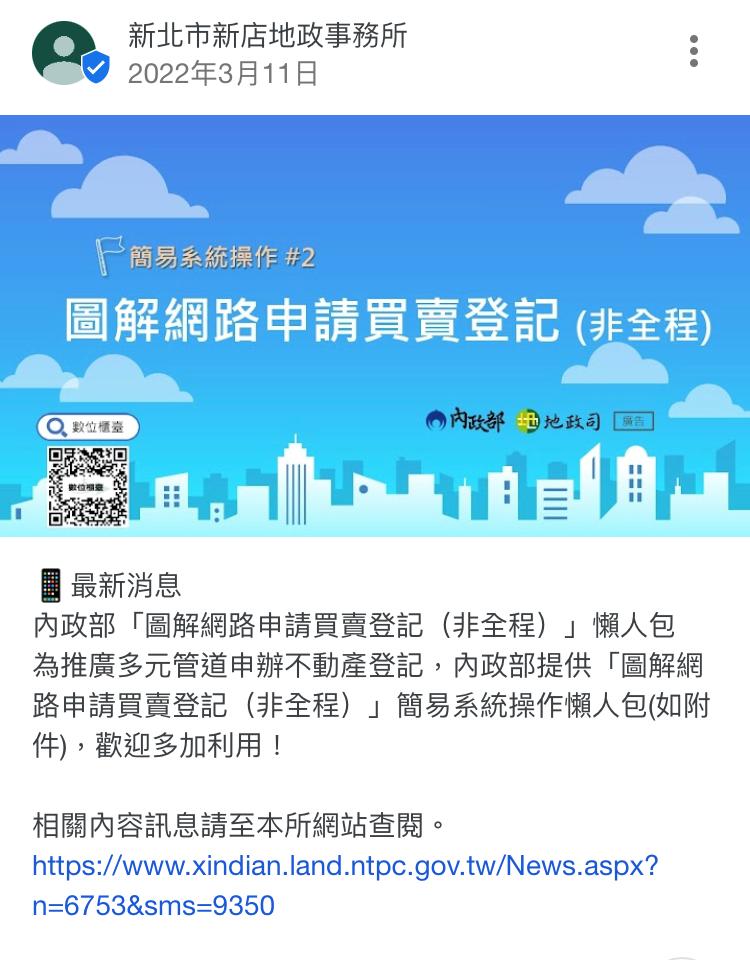 新北市新店地政事務所
2022年3月11日
簡易系統操作 #2
圖解網路申請買賣登記 (非全程)
數位櫃臺
內政部 地政司 廣告
數位櫃臺
最新消息
內政部「圖解網路申請買賣登記（非全程）」懶人包
為推廣多元管道申辦不動產登記，內政部提供「圖解網
路申請買賣登記（非全程）」簡易系統操作懶人包(如附
件)，歡迎多加利用！
相關內容訊息請至本所網站查閱。
https://www.xindian.land.ntpc.gov.tw/News.aspx?
n=6753&sms=9350